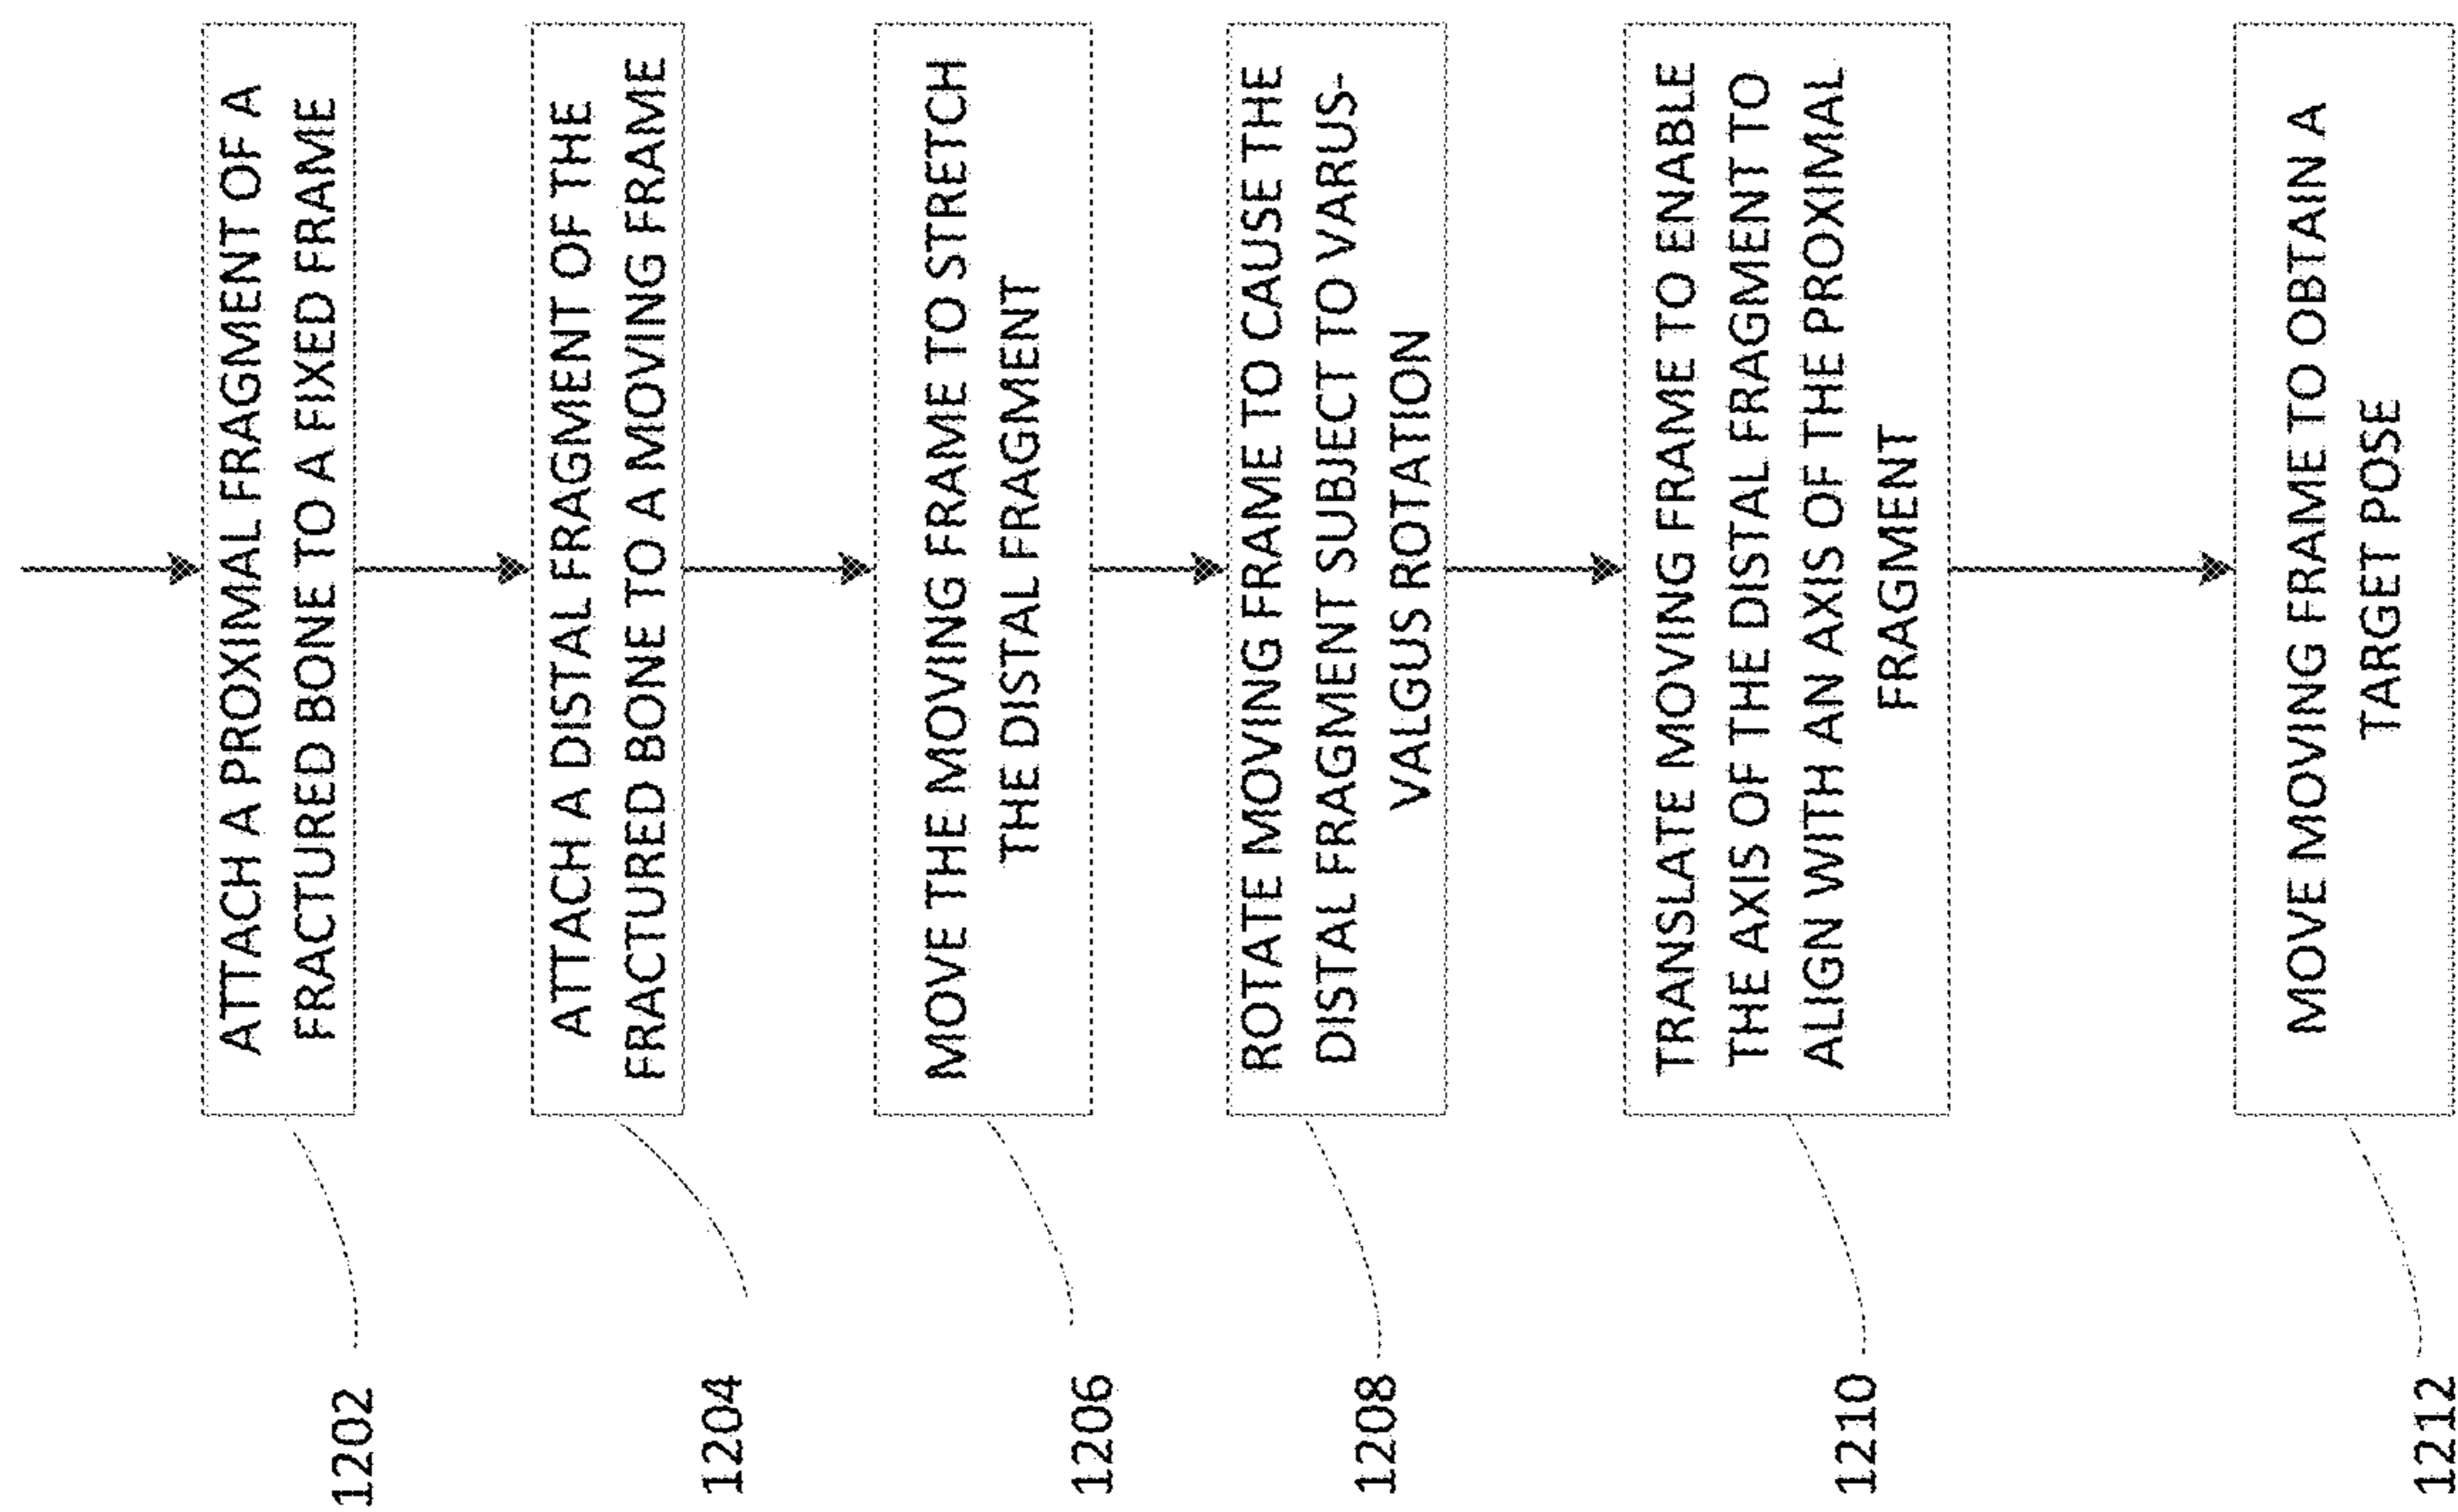 1202
ATTACH A PROXIMAL FRAGMENT OF A
FRACTURED BONE TO A FIXED FRAME
1204
ATTACH A DISTAL FRAGMENT OF THE
FRACTURED BONE TO A MOVING FRAME
1206
MOVE THE MOVING FRAME TO STRETCH
THE DISTAL FRAGMENT
1208
ROTATE MOVING FRAME TO CAUSE THE
DISTAL FRAGMENT SUBJECT TO VARUS-
VALGUS ROTATION
1210
TRANSLATE MOVING FRAME TO ENABLE
THE AXIS OF THE DISTAL FRAGMENT TO
ALIGN WITH AN AXIS OF THE PROXIMAL
FRAGMENT
1212
MOVE MOVING FRAME TO OBTAIN A
TARGET POSE